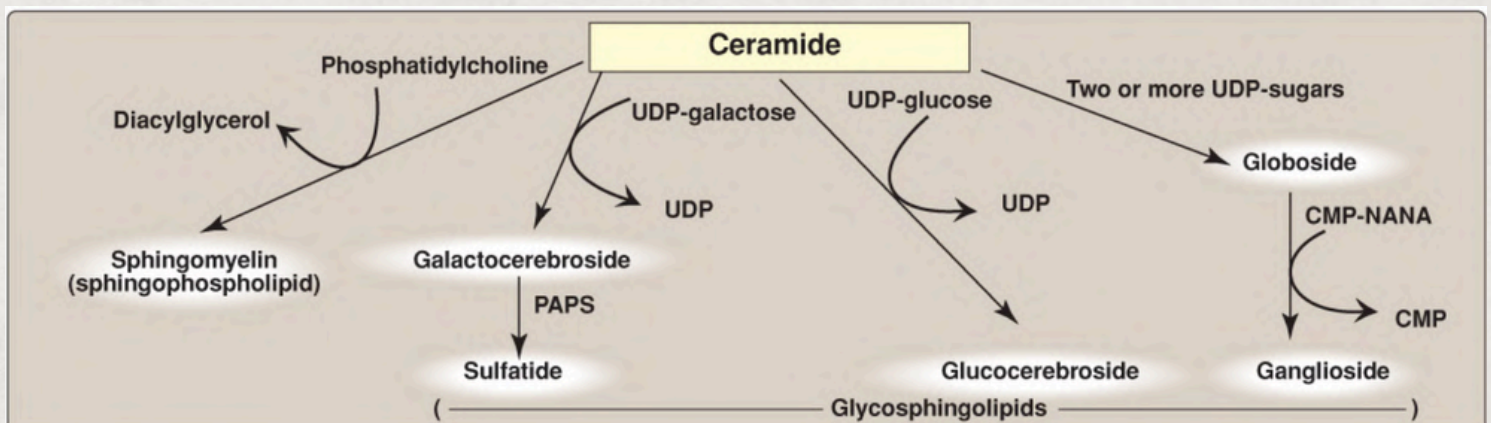 Ceramide
Phosphatidylcholine
Diacylglycerol
UDP-galactose
UDP
UDP-glucose
UDP
Two or more UDP-sugars
Globoside
CMP-NANA
CMP
Sphingomyelin
(sphingophospholipid)
Galactocerebroside
PAPS
Sulfatide
Glucocerebroside
Ganglioside
( Glycosphingolipids )